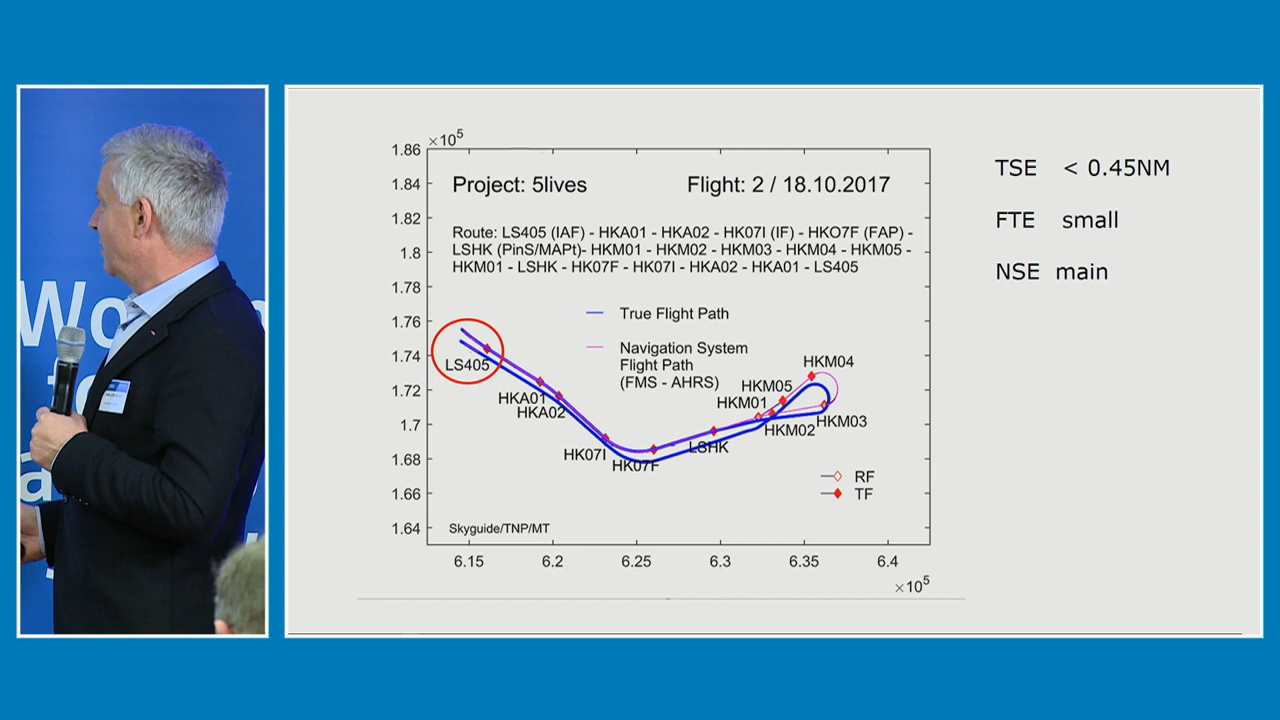 ×10⁵
1.86
1.84
1.82
1.8
1.78
1.76
1.74
1.72
1.7
1.68
1.66
1.64
Project: 5lives Flight: 2 / 18.10.2017
Route: LS405 (IAF) - HKA01 - HKA02 - HK07I (IF) - HKO7F (FAP) -
LSHK (PinS/MAPt)- HKM01 - HKM02 - HKM03 - HKM04 - HKM05 -
HKM01 - LSHK - HK07F - HK07I - HKA02 - HKA01 - LS405
True Flight Path
Navigation System
Flight Path
(FMS - AHRS)
LS405
HKA01
HKA02
HK07I
HK07F
LSHK
HKM01
HKM05
HKM04
HKM02
HKM03
RF
TF
Skyguide/TNP/MT
6.15 6.2 6.25 6.3 6.35 6.4
×10⁵
TSE < 0.45NM
FTE small
NSE main